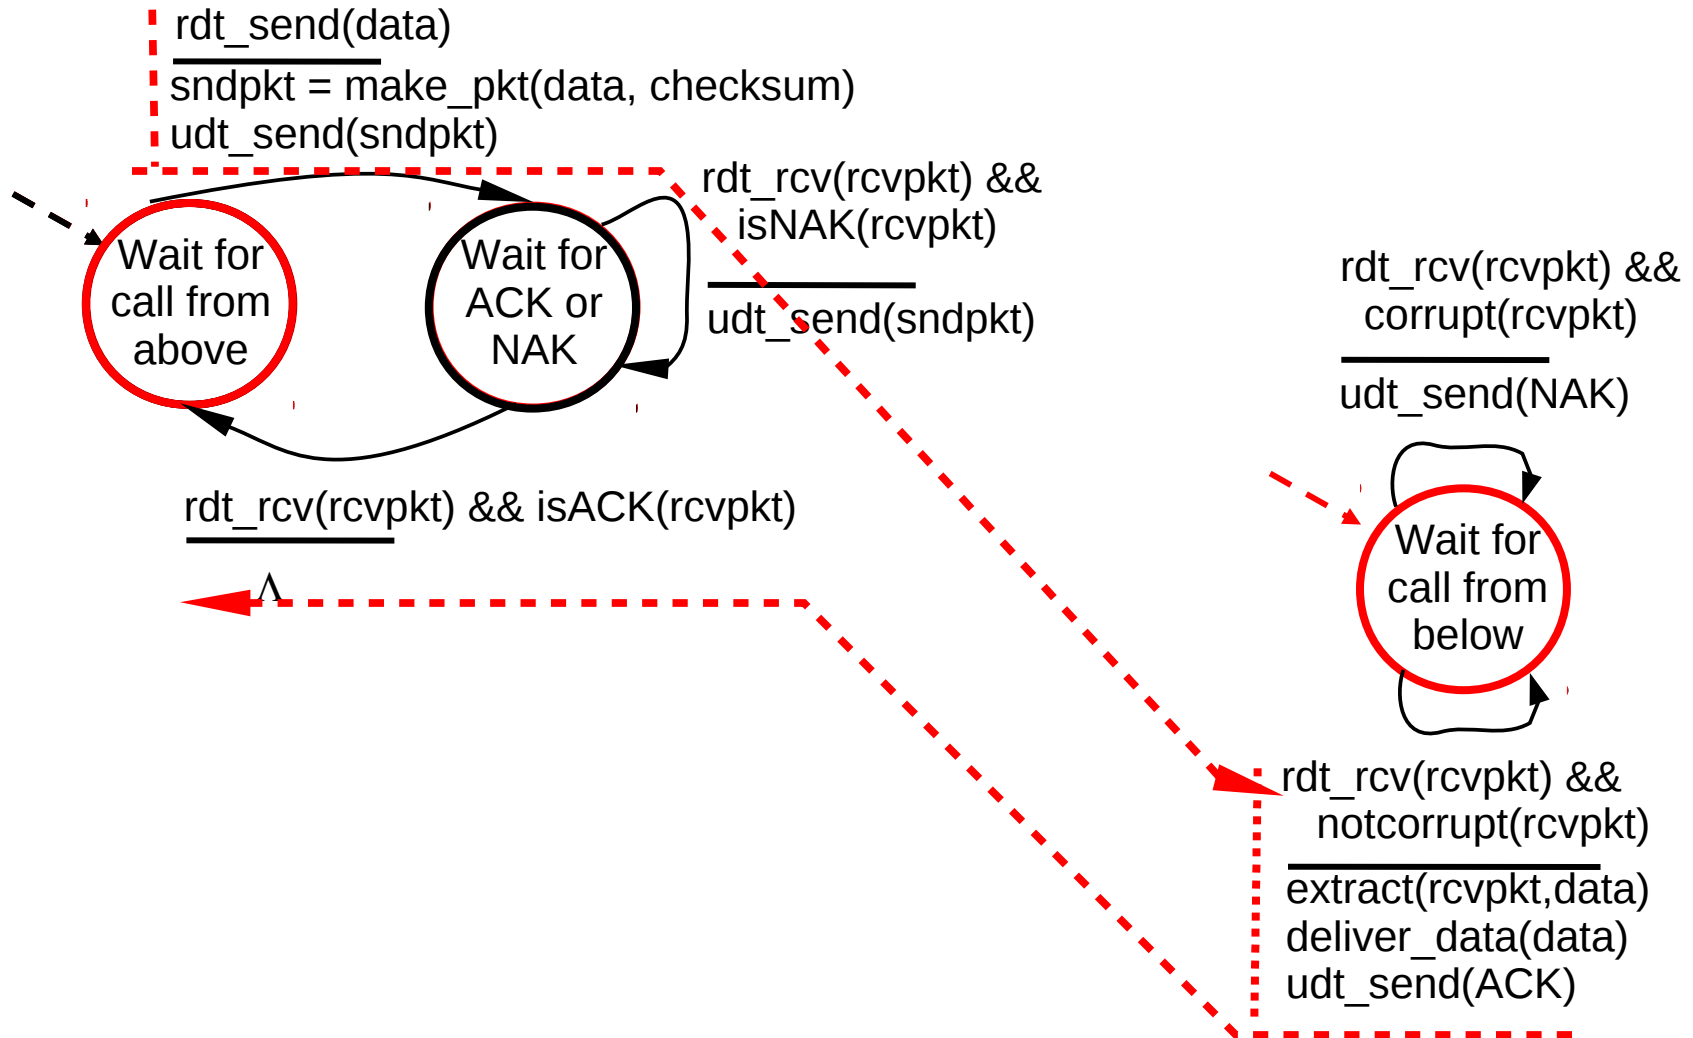 rdt_send(data)
sndpkt = make_pkt(data, checksum)
udt_send(sndpkt)
rdt_rcv(rcvpkt) &&
isNAK(rcvpkt)
udt_send(sndpkt)
Wait for
call from
above
Wait for
ACK or
NAK
rdt_rcv(rcvpkt) && isACK(rcvpkt)
Λ
rdt_rcv(rcvpkt) &&
corrupt(rcvpkt)
udt_send(NAK)
Wait for
call from
below
rdt_rcv(rcvpkt) &&
notcorrupt(rcvpkt)
extract(rcvpkt,data)
deliver_data(data)
udt_send(ACK)